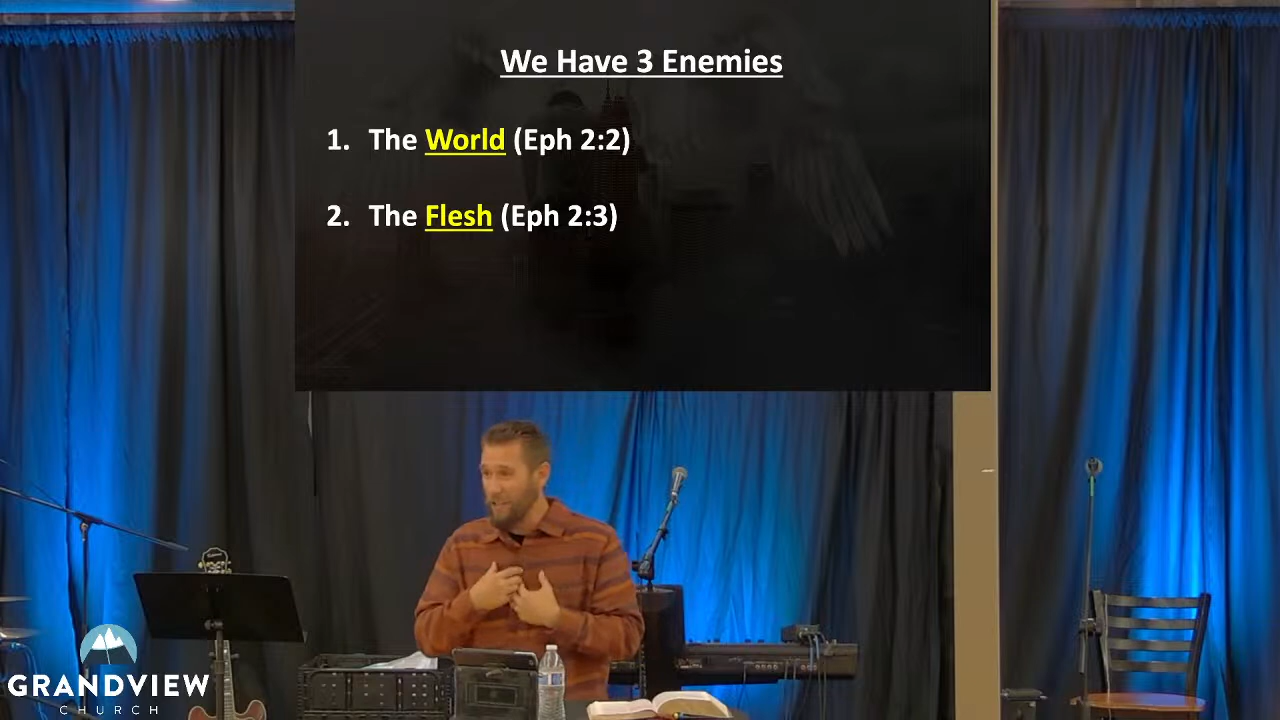 We Have 3 Enemies
1. The World (Eph 2:2)
2. The Flesh (Eph 2:3)
GRANDVIEW
CHURCH